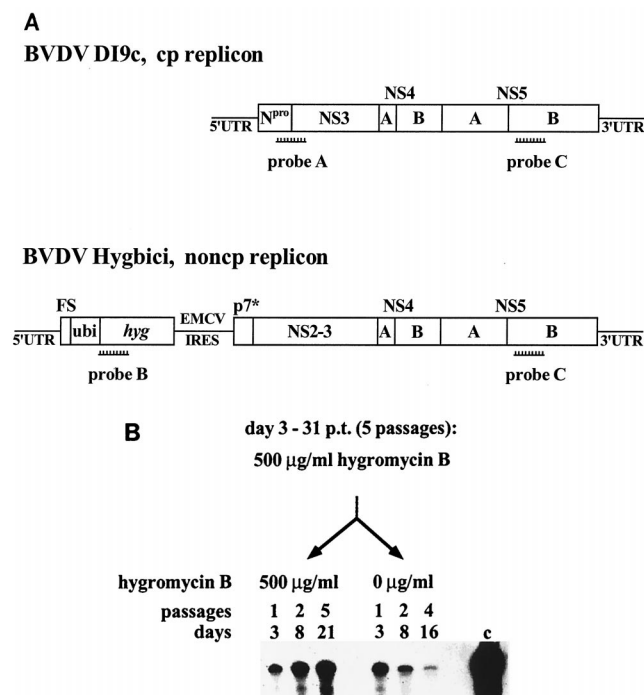 A
BVDV DI9c, cp replicon
NS4 NS5
Npro NS3 A B A B
5'UTR 3'UTR
probe A probe C
BVDV Hygbici, noncp replicon
FS p7* NS4 NS5
EMCV
ubi hyg NS2-3 A B A B
5'UTR IRES 3'UTR
probe B probe C
B
day 3 - 31 p.t. (5 passages):
500 µg/ml hygromycin B
hygromycin B 500 µg/ml 0 µg/ml
passages 1 2 5 1 2 4
days 3 8 21 3 8 16 c